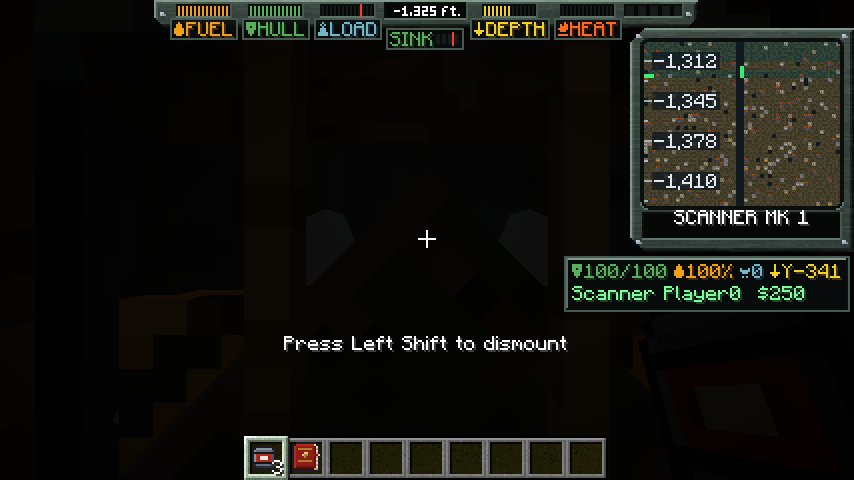 -1,325 ft.
FUEL HULL LOAD SINK DEPTH HEAT
-1,312
-1,345
-1,378
-1,410
SCANNER MK 1
100/100 100% 0 Y-341
Scanner Player0 $250
Press Left Shift to dismount
3